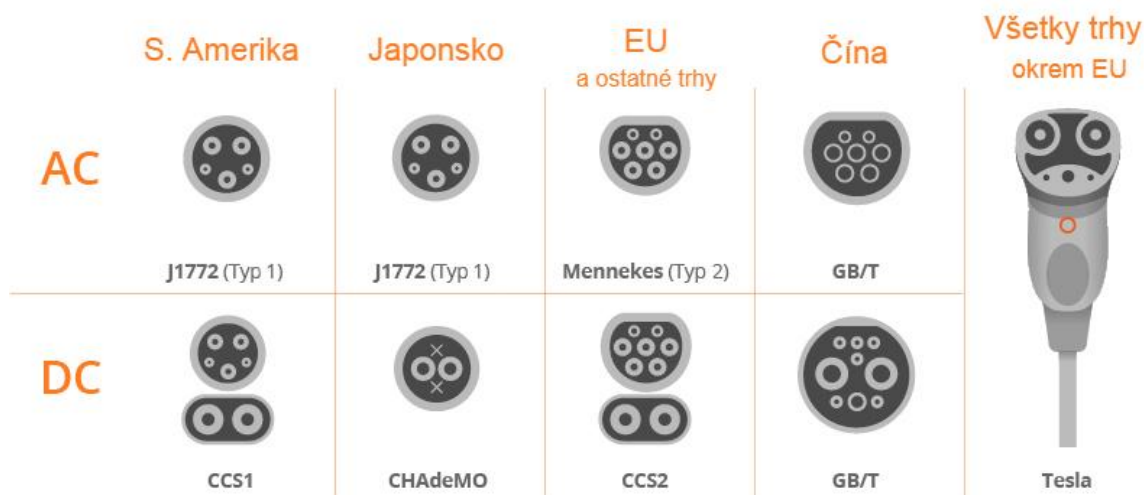 S. Amerika
Japonsko
EU
a ostatné trhy
Čína
Všetky trhy
okrem EU
AC
J1772 (Typ 1)
J1772 (Typ 1)
Mennekes (Typ 2)
GB/T
DC
CCS1
CHAdeMO
CCS2
GB/T
Tesla